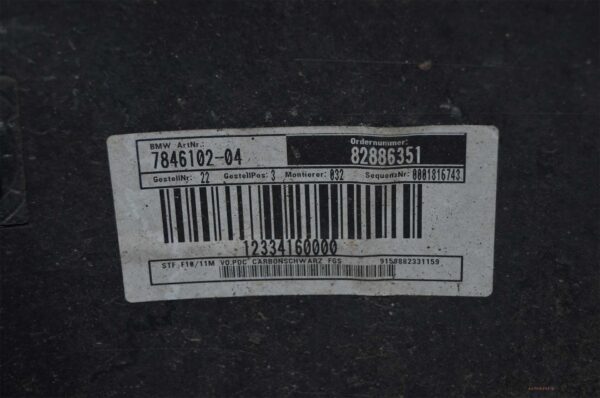 BMW ArtNr.:
7846102-04
Ordernummer:
82886351
GestellNr: 22 GestellPos: 3 Montierer: 032 SequenzNr: 0001816743
12334160000
STF F10/11M VO.PDC CARBONSCHWARZ FGS 9158882331159